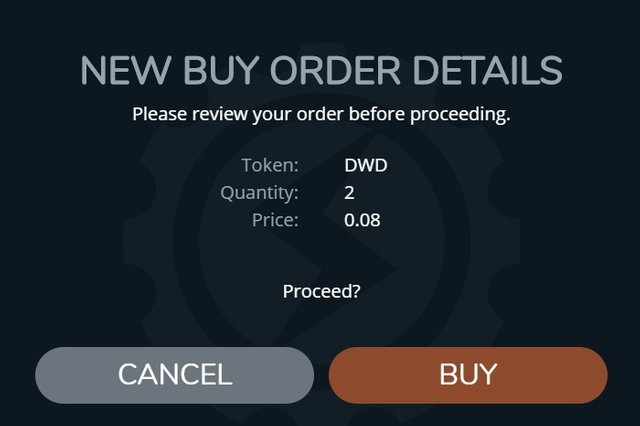 NEW BUY ORDER DETAILS
Please review your order before proceeding.
Token: DWD
Quantity: 2
Price: 0.08
Proceed?
CANCEL BUY